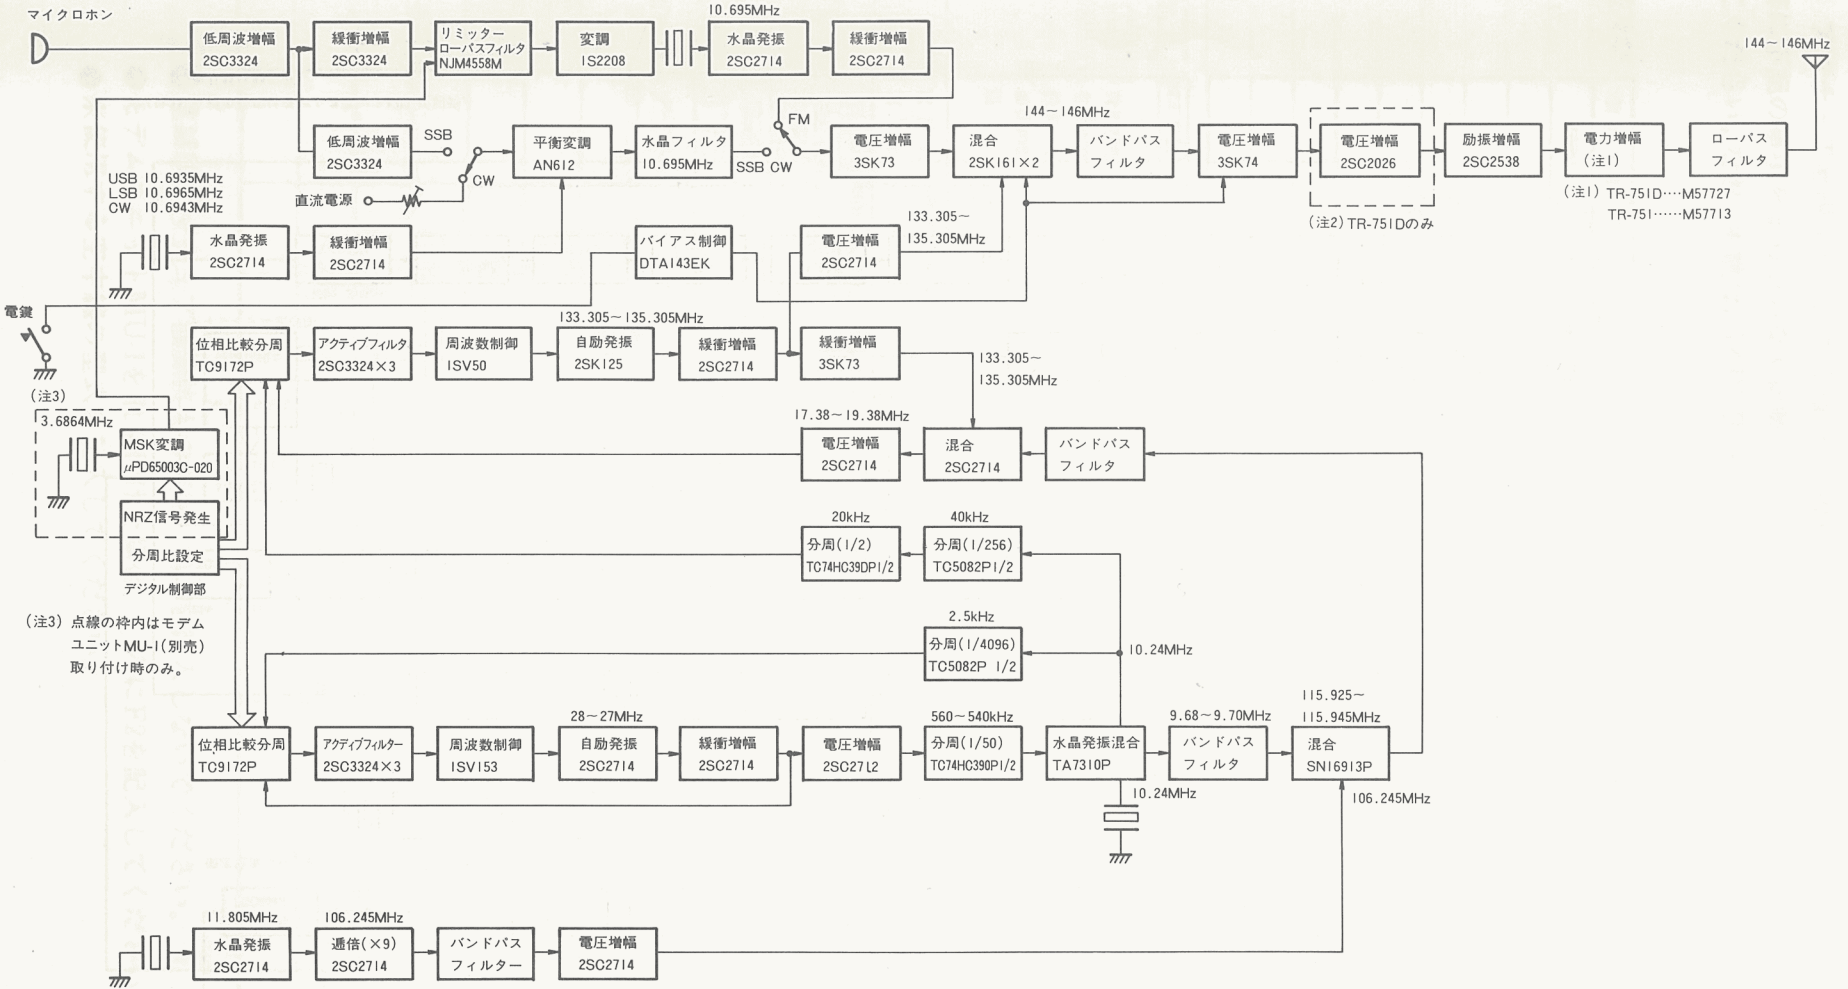 マイクロホン
低周波増幅
2SC3324
緩衝増幅
2SC3324
リミッター
ローパスフィルタ
NJM4558M
変調
1S2208
10.695MHz
水晶発振
2SC2714
緩衝増幅
2SC2714
144～146MHz
低周波増幅
2SC3324
SSB
CW
直流電源
平衡変調
AN612
水晶フィルタ
10.695MHz
FM
SSB CW
電圧増幅
3SK73
144～146MHz
混合
2SK161×2
バンドパス
フィルタ
電圧増幅
3SK74
電圧増幅
2SC2026
(注2) TR-751Dのみ
励振増幅
2SC2538
電力増幅
(注1)
ローパス
フィルタ
(注1) TR-751D‥‥M57727
TR-751‥‥‥M57713
USB 10.6935MHz
LSB 10.6965MHz
CW 10.6943MHz
水晶発振
2SC2714
緩衝増幅
2SC2714
バイアス制御
DTA143EK
電圧増幅
2SC2714
133.305～
135.305MHz
電鍵
位相比較分周
TC9172P
アクティブフィルタ
2SC3324×3
周波数制御
1SV50
133.305～135.305MHz
自励発振
2SK125
緩衝増幅
2SC2714
緩衝増幅
3SK73
133.305～
135.305MHz
(注3)
3.6864MHz
MSK変調
μPD65003C-020
NRZ信号発生
分周比設定
デジタル制御部
17.38～19.38MHz
電圧増幅
2SC2714
混合
2SC2714
バンドパス
フィルタ
20kHz
分周(1/2)
TC74HC39DP1/2
40kHz
分周(1/256)
TC5082P1/2
(注3) 点線の枠内はモデム
ユニットMU-1(別売)
取り付け時のみ。
2.5kHz
分周(1/4096)
TC5082P 1/2
10.24MHz
位相比較分周
TC9172P
アクティブフィルター
2SC3324×3
周波数制御
1SV153
28～27MHz
自励発振
2SC2714
緩衝増幅
2SC2714
電圧増幅
2SC2712
560～540kHz
分周(1/50)
TC74HC390P1/2
水晶発振混合
TA7310P
10.24MHz
9.68～9.70MHz
バンドパス
フィルタ
115.925～
115.945MHz
混合
SN16913P
106.245MHz
11.805MHz
水晶発振
2SC2714
106.245MHz
逓倍(×9)
2SC2714
バンドパス
フィルター
電圧増幅
2SC2714